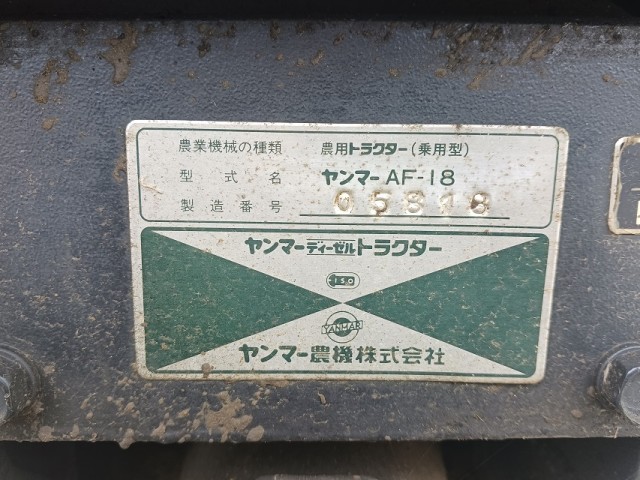 農業機械の種類 農用トラクター(乗用型)
型式名 ヤンマー AF-18
製造番号 05818
ヤンマーディーゼルトラクター
ISO
YANMAR
ヤンマー農機株式会社